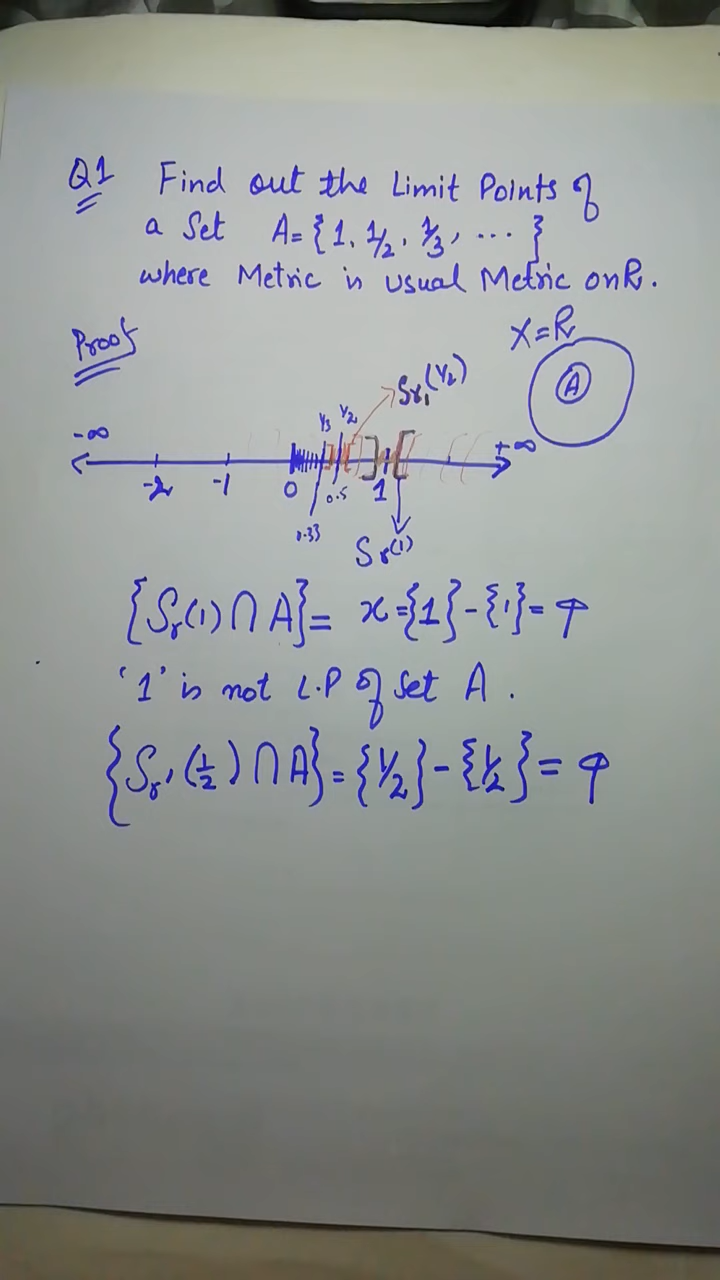 Q1 Find out the Limit Points of
a Set A = {1, 1/2, 1/3, ... }
where Metric is usual Metric on R.
Proof
X = R
A
Sr₁(1/2)
1/3 1/2
-∞ +∞
-2 -1 0 0.5 1
0.33
Sr(1)
{Sr(1) ∩ A} = x = {1} - {1} = φ
'1' is not L.P of Set A.
{Sr₁(1/2) ∩ A} = {1/2} - {1/2} = φ